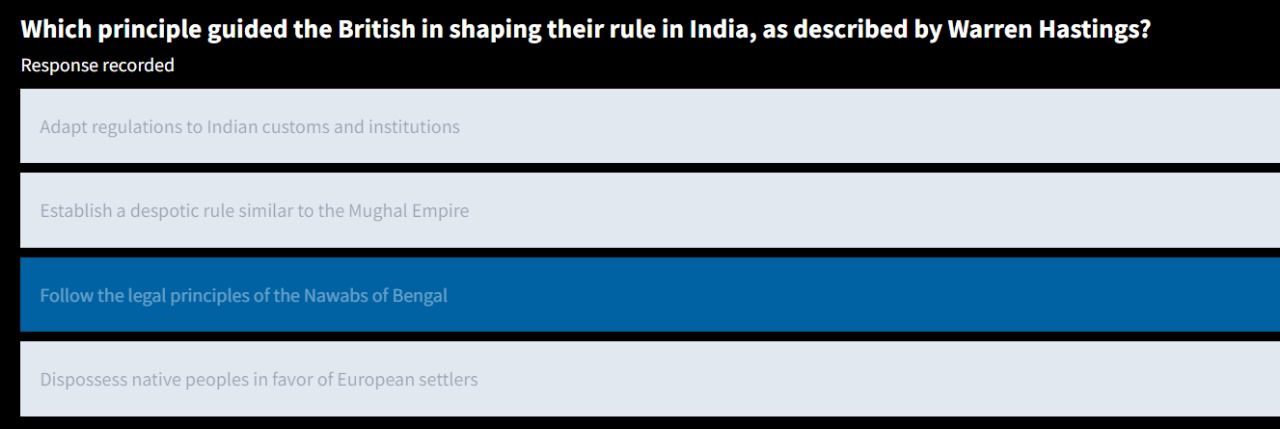 Which principle guided the British in shaping their rule in India, as described by Warren Hastings?
Response recorded
Adapt regulations to Indian customs and institutions
Establish a despotic rule similar to the Mughal Empire
Follow the legal principles of the Nawabs of Bengal
Dispossess native peoples in favor of European settlers